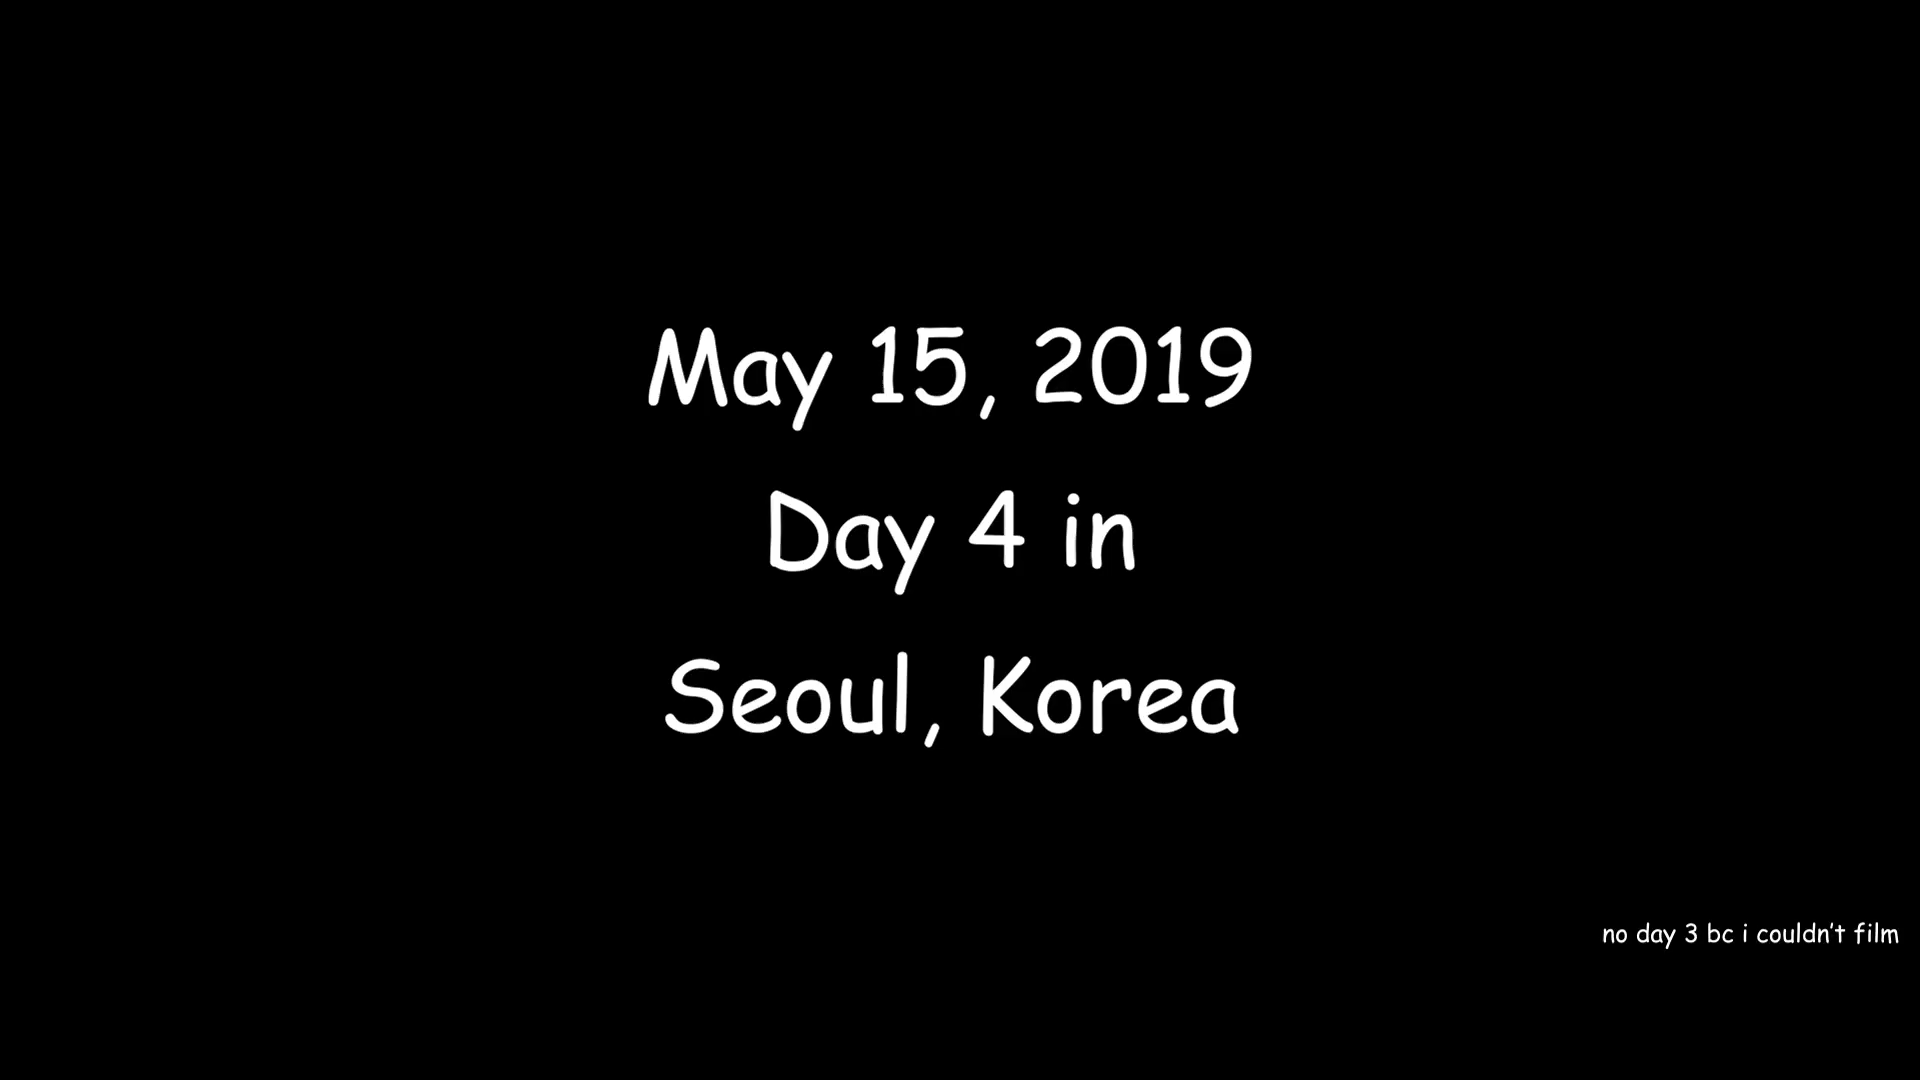 May 15, 2019
Day 4 in
Seoul, Korea
no day 3 bc i couldn't film